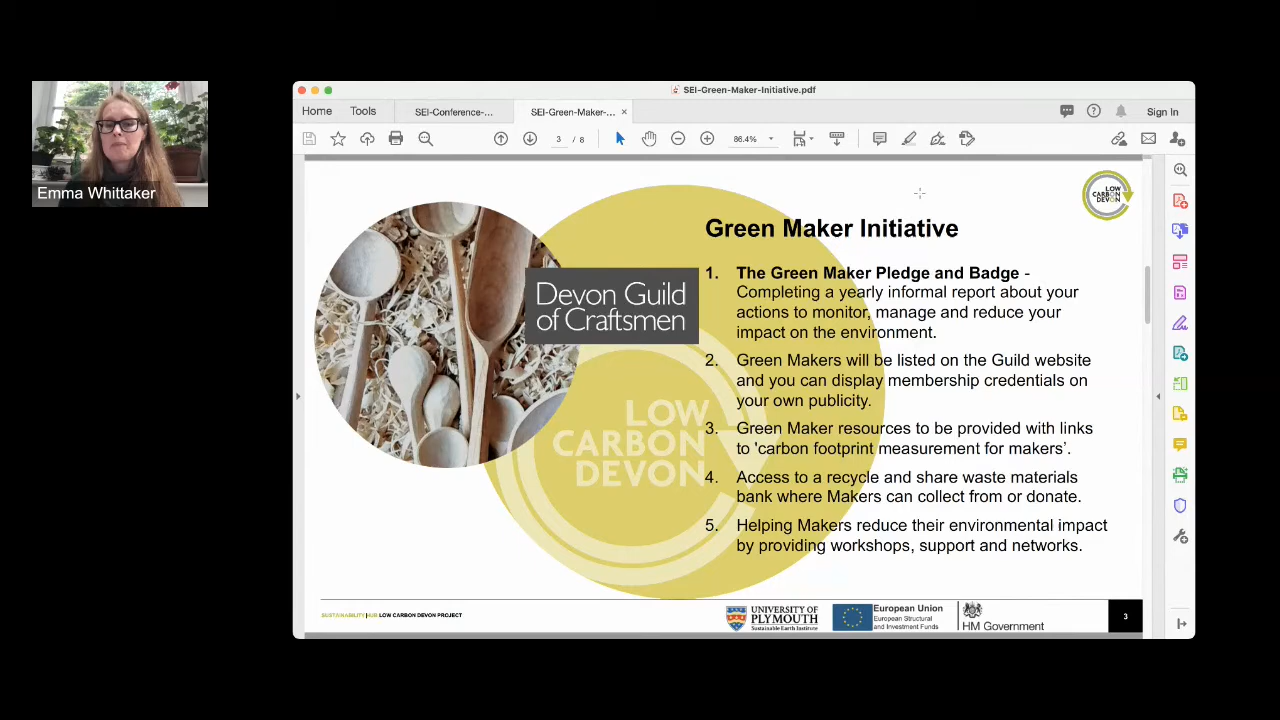 Emma Whittaker
SEI-Green-Maker-Initiative.pdf
Home
Tools
SEI-Conference-...
SEI-Green-Maker-...
Sign In
3 / 8
86.4%
LOW
CARBON
DEVON
Green Maker Initiative
Devon Guild
of Craftsmen
1. The Green Maker Pledge and Badge -
Completing a yearly informal report about your
actions to monitor, manage and reduce your
impact on the environment.
2. Green Makers will be listed on the Guild website
and you can display membership credentials on
your own publicity.
3. Green Maker resources to be provided with links
to 'carbon footprint measurement for makers’.
4. Access to a recycle and share waste materials
bank where Makers can collect from or donate.
5. Helping Makers reduce their environmental impact
by providing workshops, support and networks.
LOW
CARBON
DEVON
SUSTAINABILITY HUB LOW CARBON DEVON PROJECT
UNIVERSITY OF
PLYMOUTH
Sustainable Earth Institute
European Union
European Structural
and Investment Funds
HM Government
3